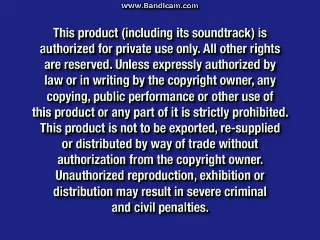 www.BandIcam.com
This product (including its soundtrack) is
authorized for private use only. All other rights
are reserved. Unless expressly authorized by
law or in writing by the copyright owner, any
copying, public performance or other use of
this product or any part of it is strictly prohibited.
This product is not to be exported, re-supplied
or distributed by way of trade without
authorization from the copyright owner.
Unauthorized reproduction, exhibition or
distribution may result in severe criminal
and civil penalties.